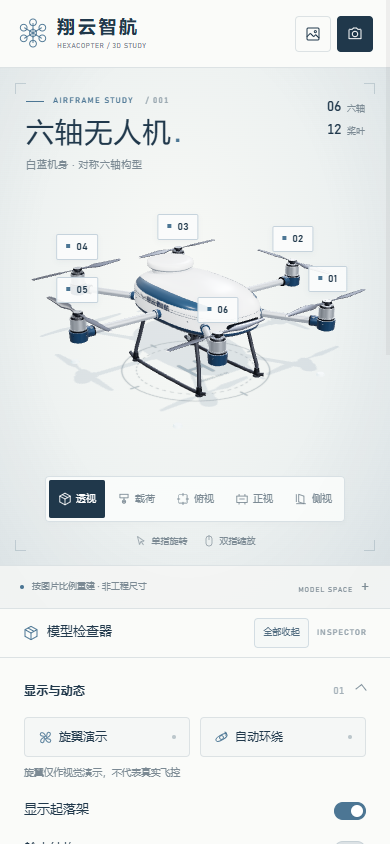 翔云智航
HEXACOPTER / 3D STUDY
AIRFRAME STUDY / 001
六轴无人机.
白蓝机身 · 对称六轴构型
06 六轴
12 桨叶
03
02
04
01
05
06
透视 载荷 俯视 正视 侧视
单指旋转 双指缩放
按图片比例重建 · 非工程尺寸
MODEL SPACE +
模型检查器
全部收起
INSPECTOR
显示与动态
01
旋翼演示
自动环绕
旋翼仅作视觉演示，不代表真实飞控
显示起落架